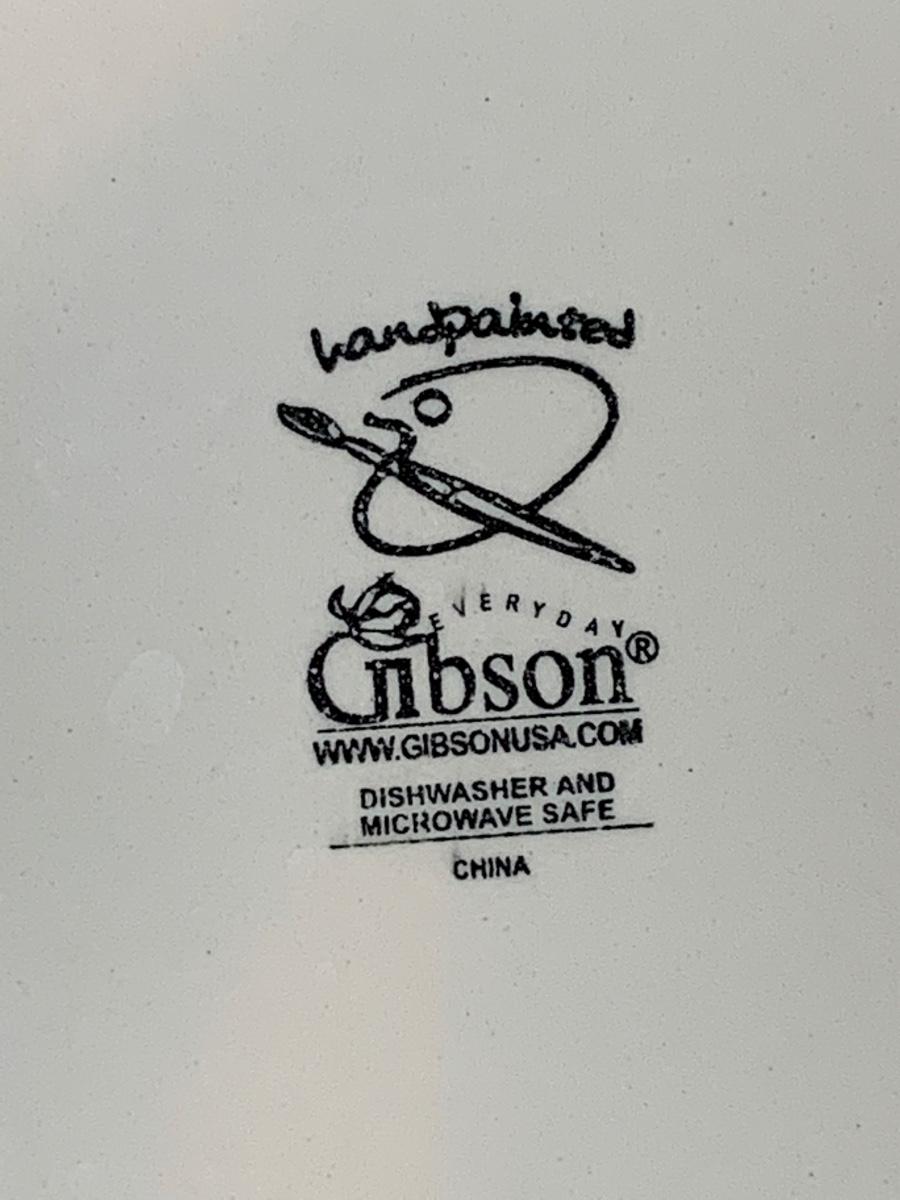 handpainted
EVERYDAY
Gibson®
WWW.GIBSONUSA.COM
DISHWASHER AND
MICROWAVE SAFE
CHINA